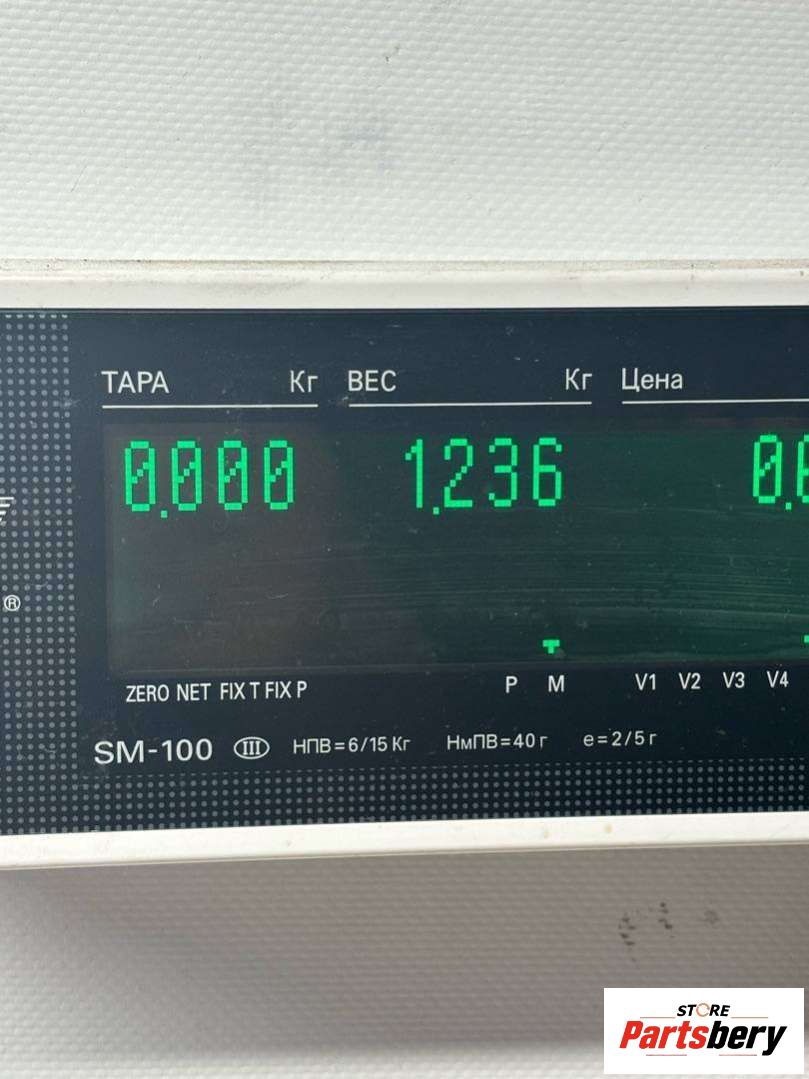 ТАРА Кг ВЕС Кг Цена
0.000 1.236 0.
®
ZERO NET FIX T FIX P P M V1 V2 V3 V4
SM-100 III НПВ=6/15 Кг НмПВ=40 г e=2/5 г
STORE
Partsbery